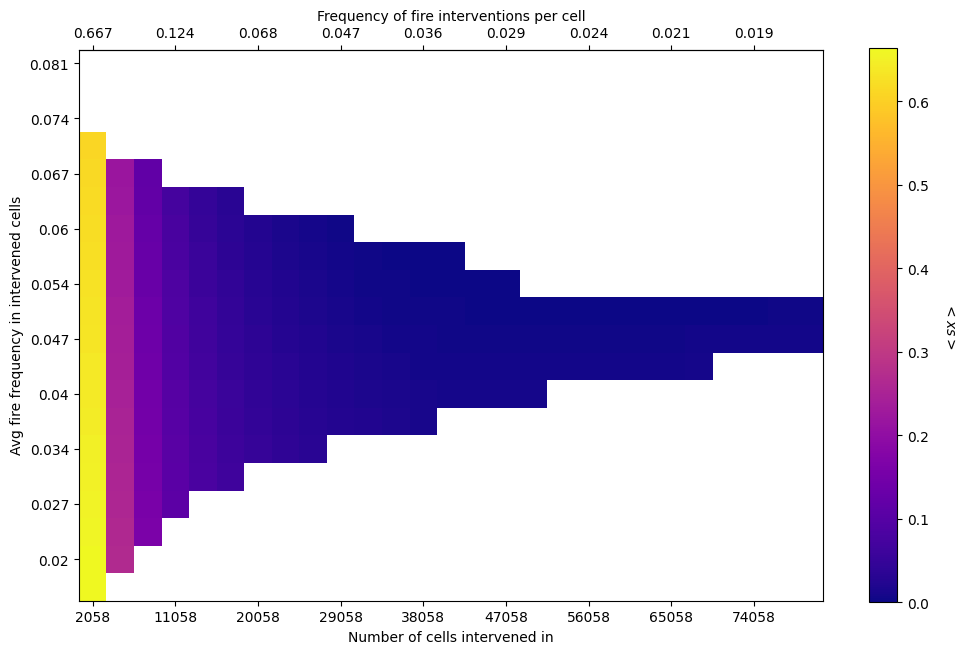 Frequency of fire interventions per cell
0.667 0.124 0.068 0.047 0.036 0.029 0.024 0.021 0.019
0.081
0.074
0.067
0.06
0.054
0.047
0.04
0.034
0.027
0.02
Avg fire frequency in intervened cells
2058 11058 20058 29058 38058 47058 56058 65058 74058
Number of cells intervened in
0.6
0.5
0.4
0.3
0.2
0.1
0.0
< sx >